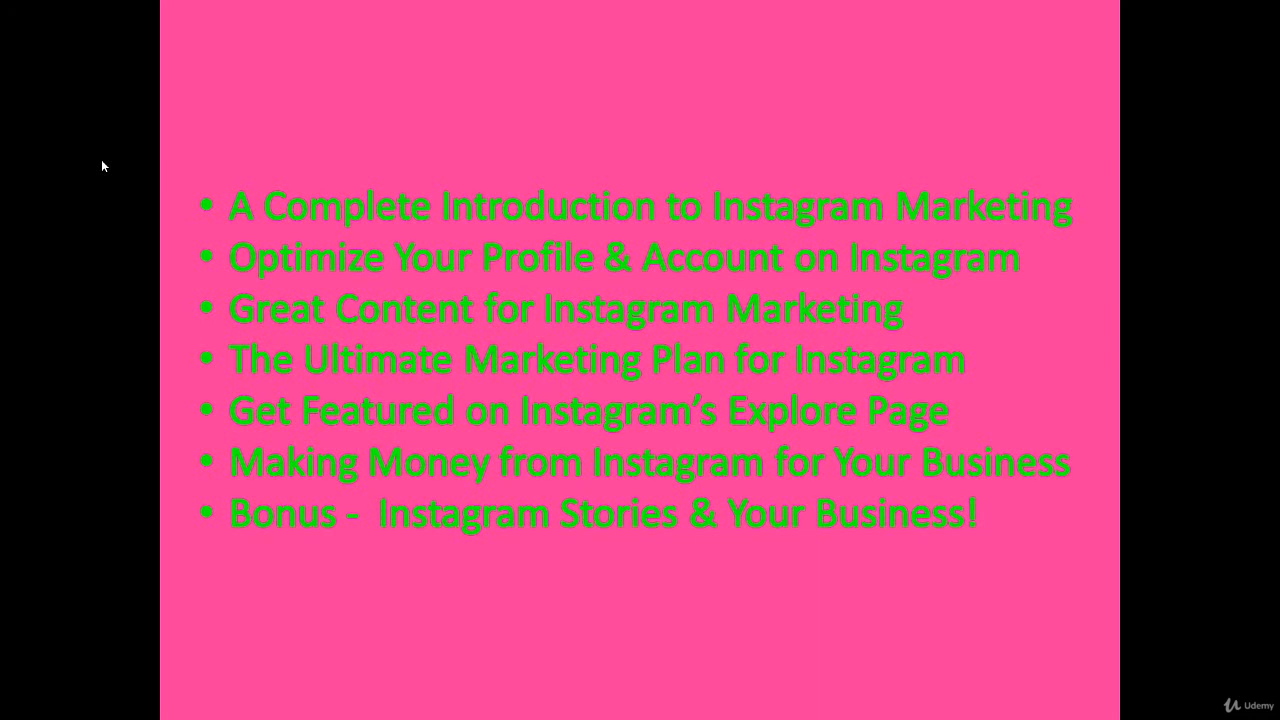 • A Complete Introduction to Instagram Marketing
• Optimize Your Profile & Account on Instagram
• Great Content for Instagram Marketing
• The Ultimate Marketing Plan for Instagram
• Get Featured on Instagram’s Explore Page
• Making Money from Instagram for Your Business
• Bonus -  Instagram Stories & Your Business!
Udemy